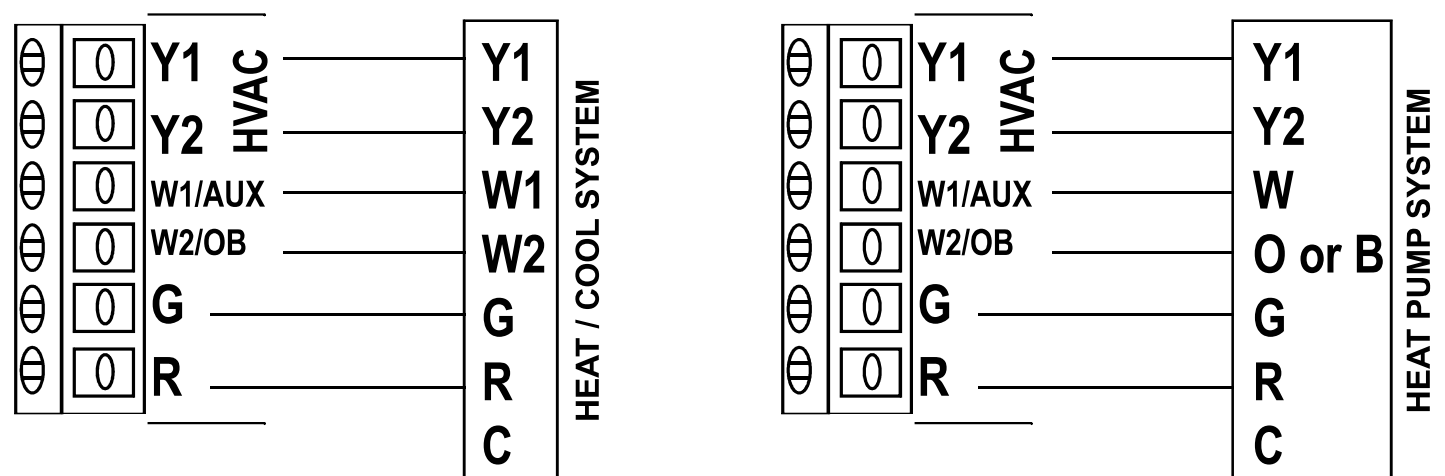 Y1
Y2
W1/AUX
W2/OB
G
R
HVAC
Y1
Y2
W1
W2
G
R
C
HEAT / COOL SYSTEM
Y1
Y2
W1/AUX
W2/OB
G
R
HVAC
Y1
Y2
W
O or B
G
R
C
HEAT PUMP SYSTEM